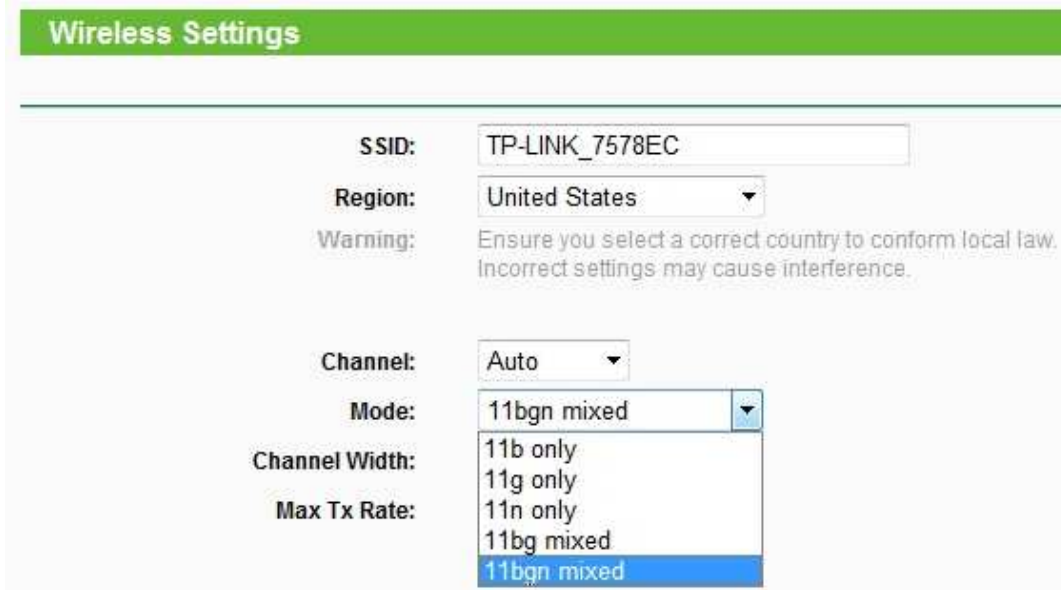 Wireless Settings
SSID: TP-LINK_7578EC
Region: United States
Warning: Ensure you select a correct country to conform local law.
Incorrect settings may cause interference.
Channel: Auto
Mode: 11bgn mixed
11b only
Channel Width:
11g only
11n only
Max Tx Rate:
11bg mixed
11bgn mixed